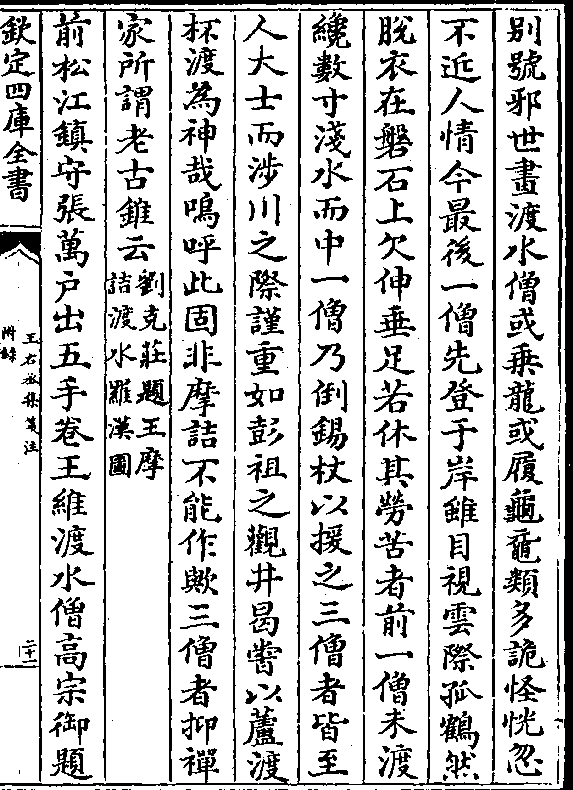 别號邪世畫渡水僧或乗龍或履龜鼋類多詭怪恍忽
不近人情今最後一僧先登于岸雖目視雲際孤鶴然
脫衣在磐石上欠伸垂足若休其勞苦者前一僧未渡
纔數寸淺水而中一僧乃倒錫杖以援之三僧者皆至
人大士而渉川之際謹重如彭祖之觀井曷嘗以蘆渡
杯渡為神哉嗚呼此固非摩詰不能作歟三僧者抑禪
家所謂老古錐云劉克莊題王摩
詰渡水羅漢圖
前松江鎮守張萬户出五手卷王維渡水僧高宗御題
欽定四庫全書
王右丞集箋注
附錄
二十二